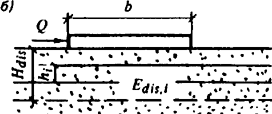 б)
Q
b
H_dis
h_i
E_dis,i